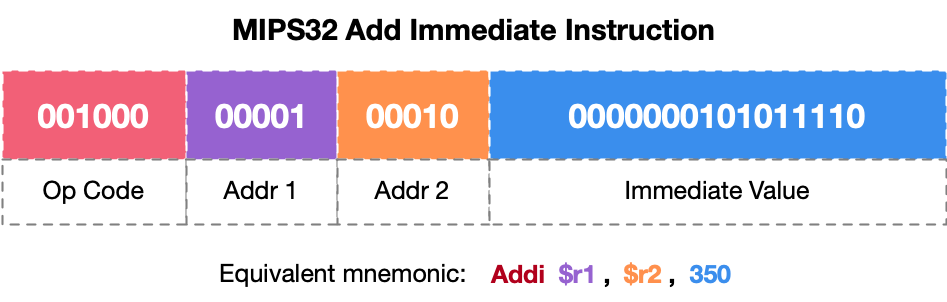 MIPS32 Add Immediate Instruction
001000 00001 00010 0000000101011110
Op Code Addr 1 Addr 2 Immediate Value
Equivalent mnemonic: Addi $r1 , $r2 , 350